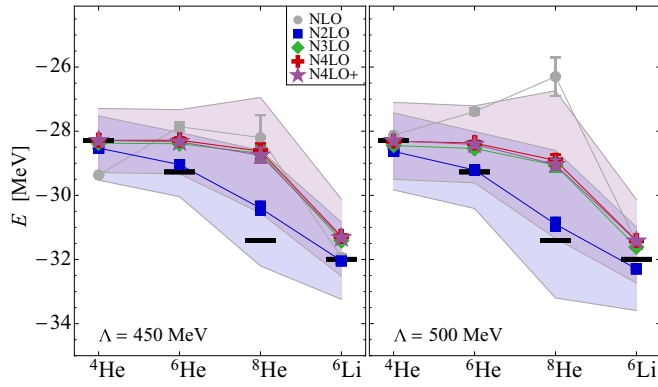 NLO
N2LO
N3LO
N4LO
N4LO+
E [MeV]
−26
−28
−30
−32
−34
Λ = 450 MeV
Λ = 500 MeV
⁴He ⁶He ⁸He ⁶Li ⁴He ⁶He ⁸He ⁶Li